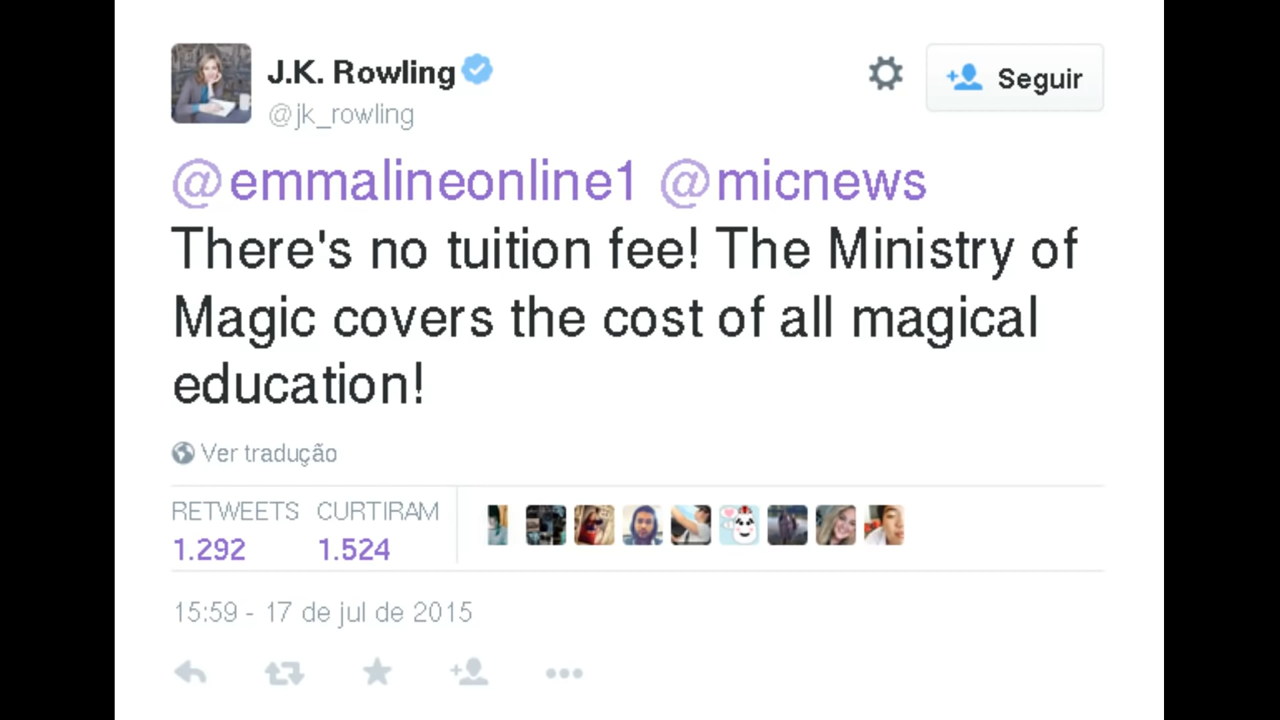 J.K. Rowling
@jk_rowling
Seguir
@emmalineonline1 @micnews
There's no tuition fee! The Ministry of
Magic covers the cost of all magical
education!
Ver tradução
RETWEETS CURTIRAM
1.292 1.524
15:59 - 17 de jul de 2015